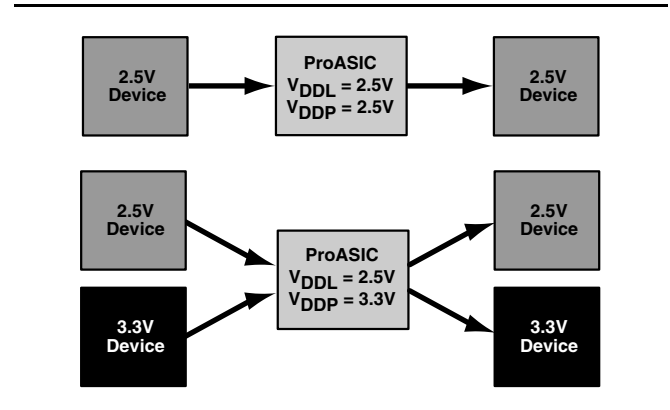 2.5V
Device
ProASIC
VDDL = 2.5V
VDDP = 2.5V
2.5V
Device
2.5V
Device
3.3V
Device
ProASIC
VDDL = 2.5V
VDDP = 3.3V
2.5V
Device
3.3V
Device